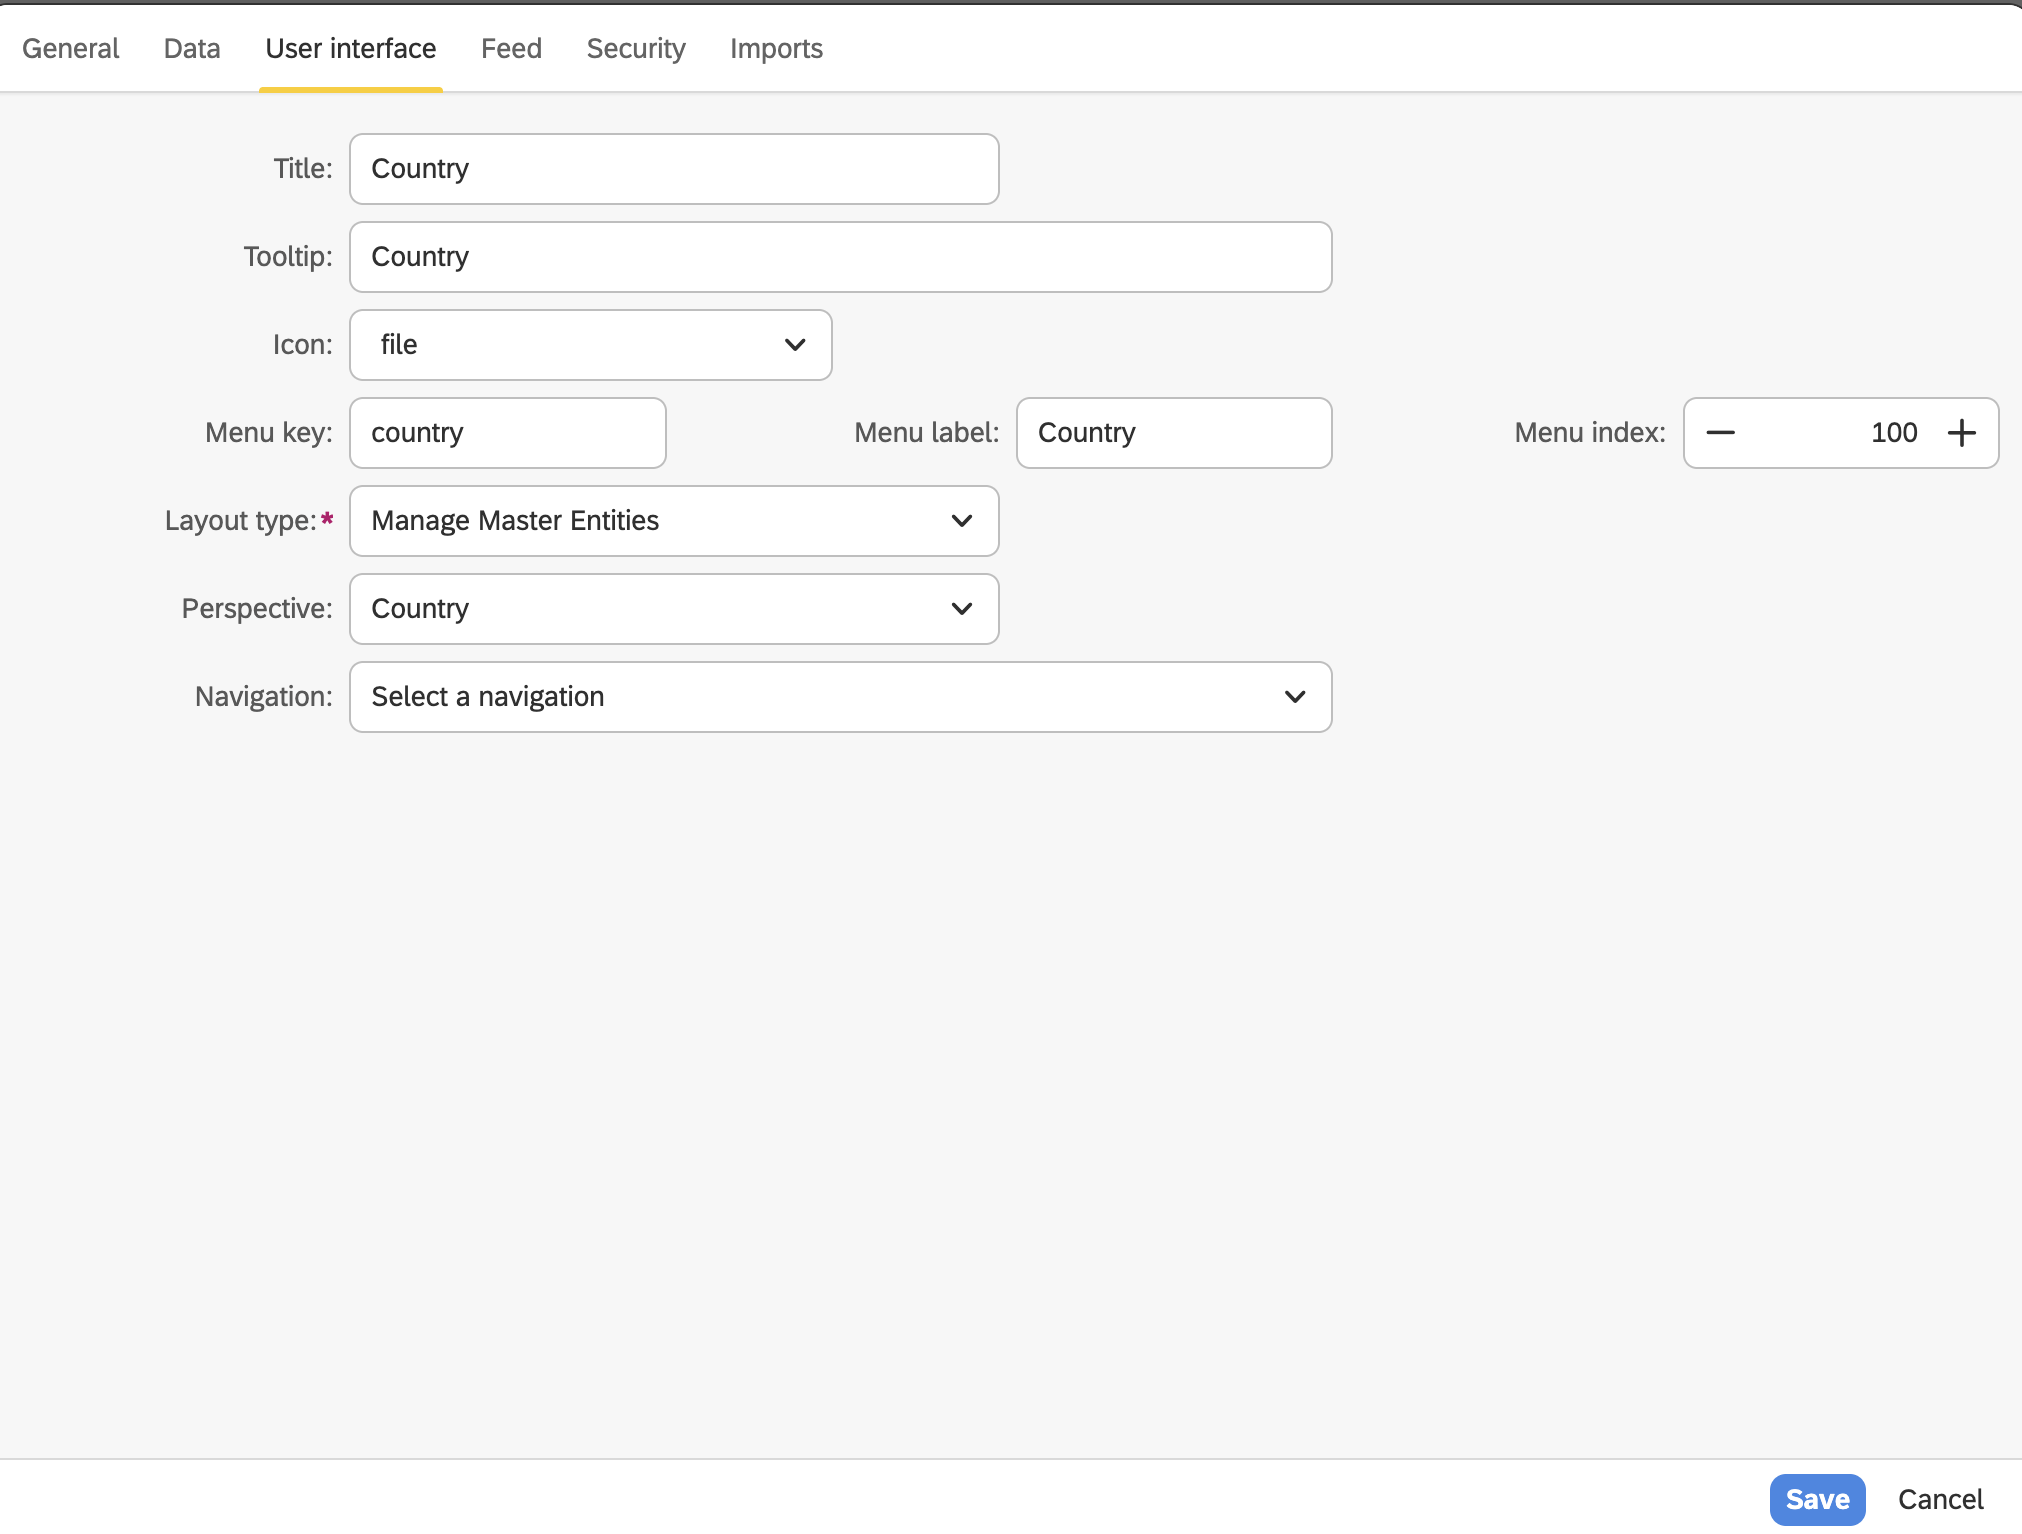 General Data User interface Feed Security Imports
Title: Country
Tooltip: Country
Icon: file
Menu key: country Menu label: Country Menu index: 100
Layout type:* Manage Master Entities
Perspective: Country
Navigation: Select a navigation
Save Cancel